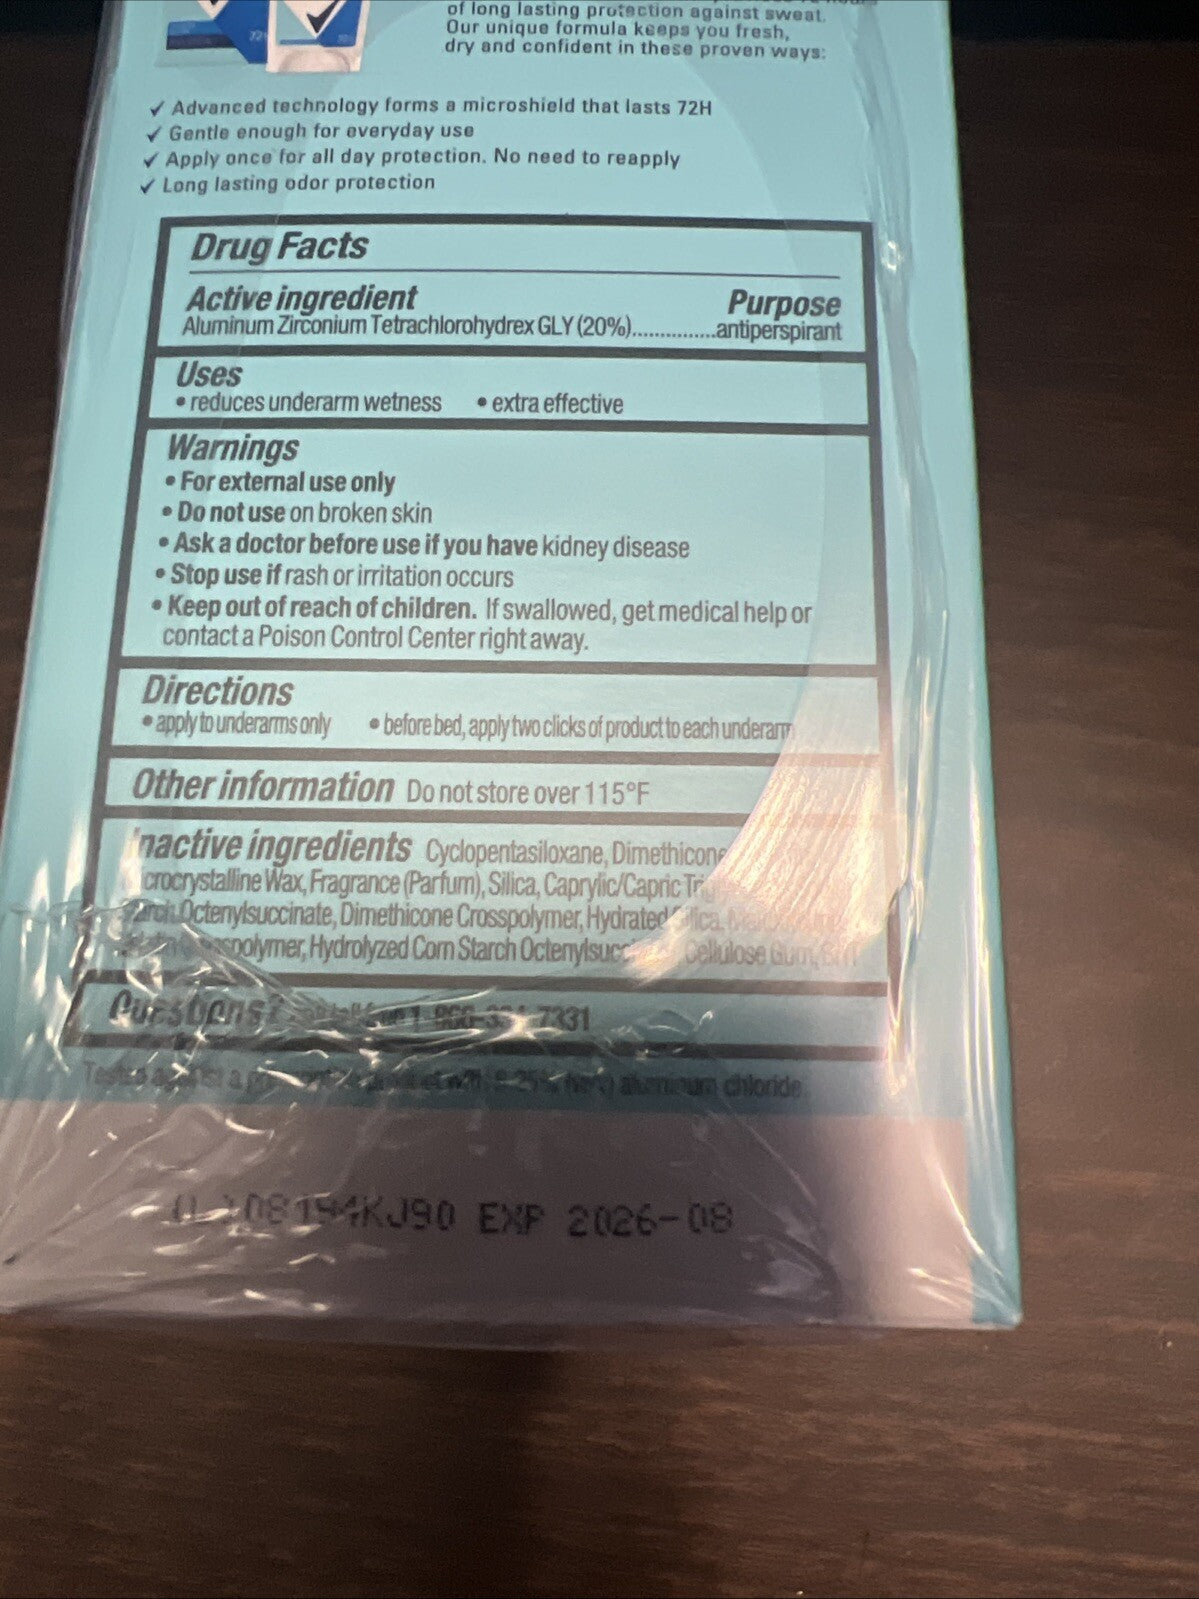 of long lasting protection against sweat.
Our unique formula keeps you fresh,
dry and confident in these proven ways:
✓ Advanced technology forms a microshield that lasts 72H
✓ Gentle enough for everyday use
✓ Apply once for all day protection. No need to reapply
✓ Long lasting odor protection
Drug Facts
Active ingredient Purpose
Aluminum Zirconium Tetrachlorohydrex GLY (20%)...............antiperspirant
Uses
• reduces underarm wetness • extra effective
Warnings
• For external use only
• Do not use on broken skin
• Ask a doctor before use if you have kidney disease
• Stop use if rash or irritation occurs
• Keep out of reach of children. If swallowed, get medical help or
contact a Poison Control Center right away.
Directions
• apply to underarms only • before bed, apply two clicks of product to each underarm
Other information Do not store over 115°F
Inactive ingredients Cyclopentasiloxane, Dimethicone
Wax, Fragrance (Parfum), Silica, Caprylic/Capric
Octenylsuccinate, Dimethicone Crosspolymer, Hydrated Silica,
Hydrolyzed Corn Starch Cellulose Gum,
Questions? 7331
aluminum chloride
EXP 2026-08